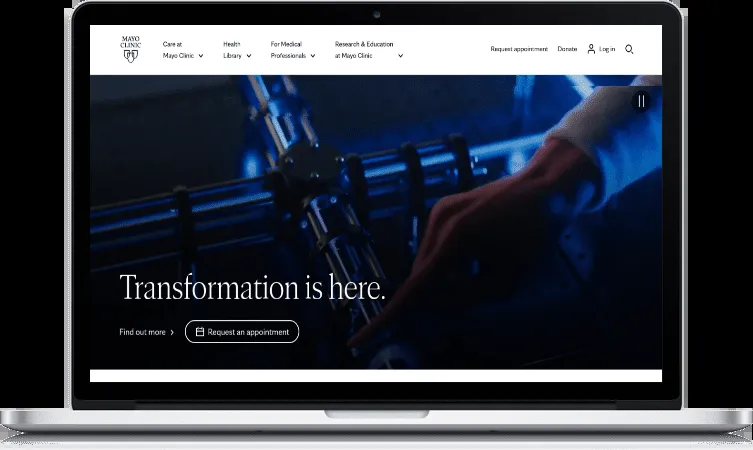 MAYO
CLINIC
Care at
Mayo Clinic
Health
Library
For Medical
Professionals
Research & Education
at Mayo Clinic
Request appointment
Donate
Log in
Transformation is here.
Find out more
Request an appointment